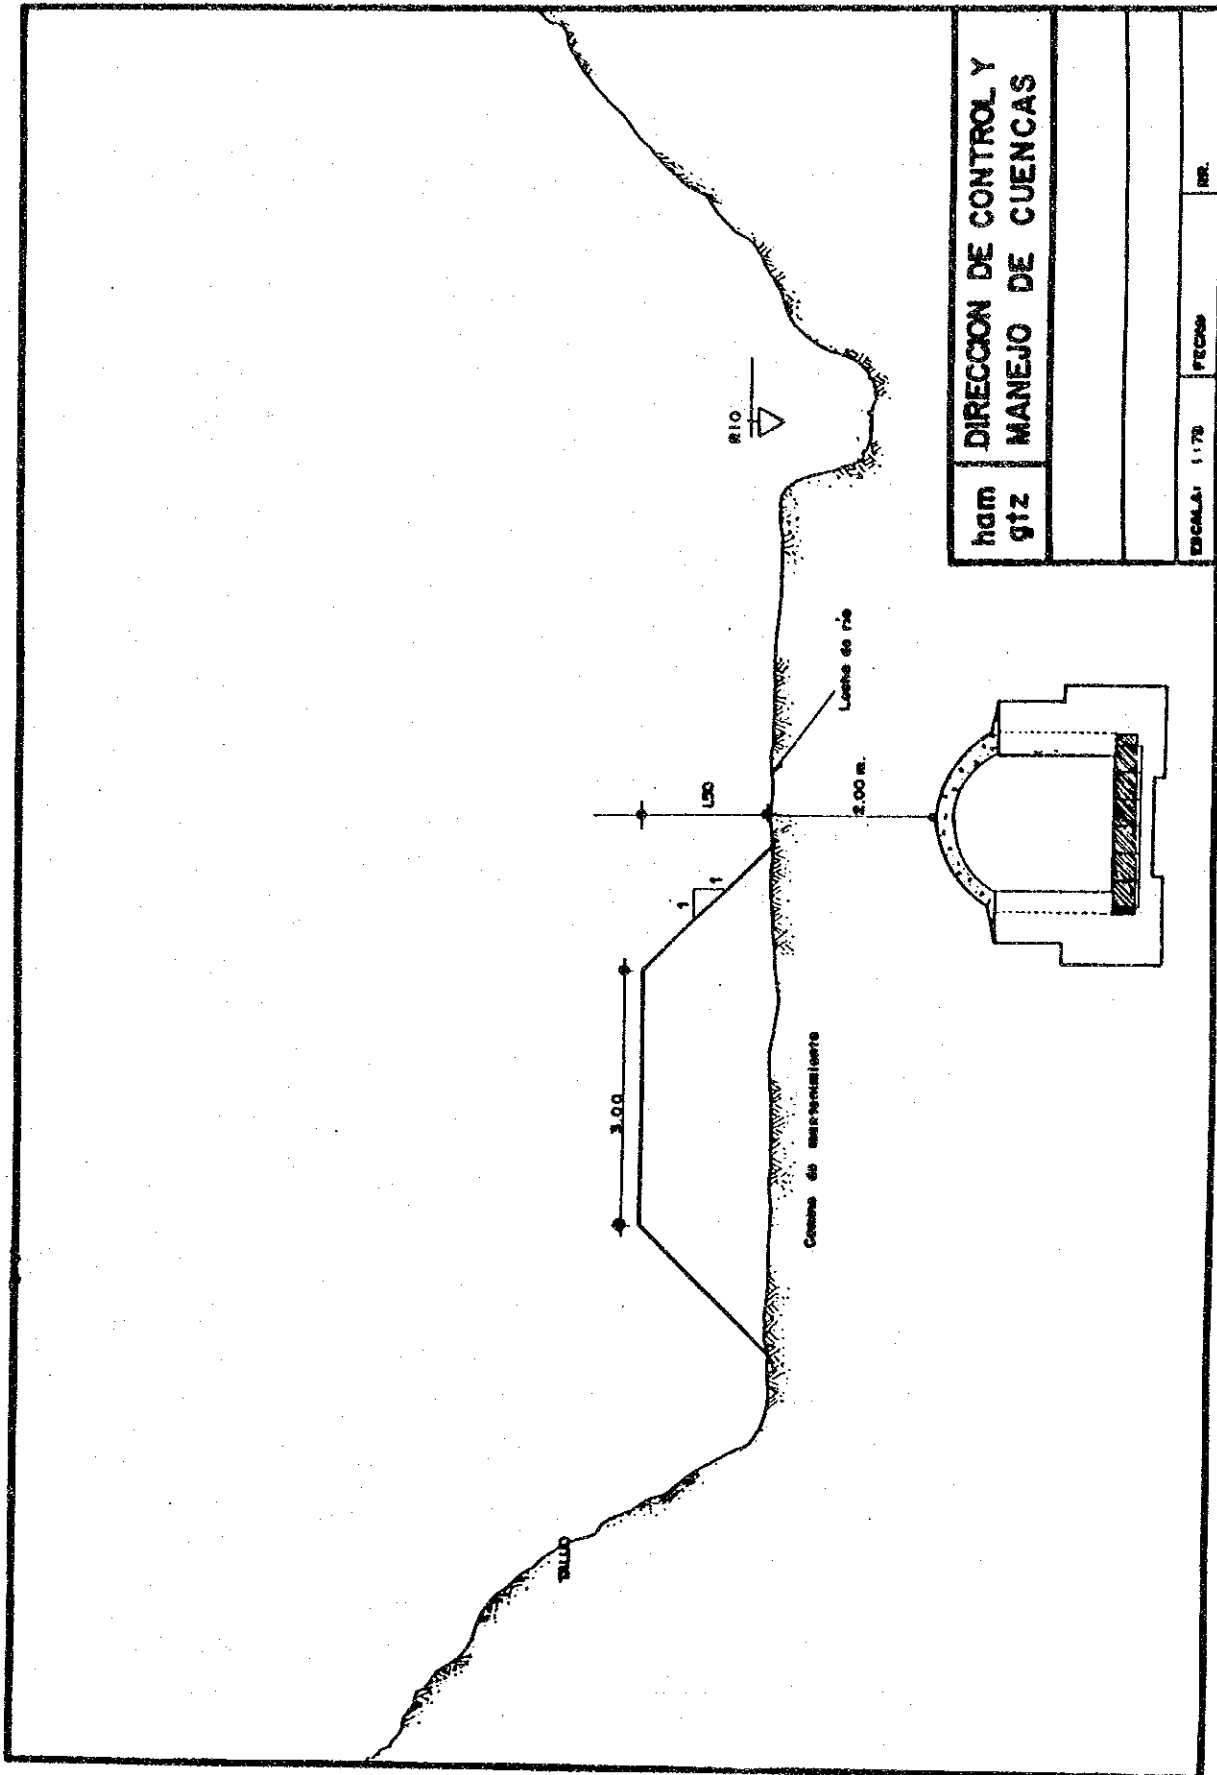 TALUD
3.00
1
1
1.50
RIO
Camino de mantenimiento
2.00 m.
Lecho de rio
ham
gtz
DIRECCION DE CONTROL Y
MANEJO DE CUENCAS
ESCALA: 1:75
FECHA:
NR.